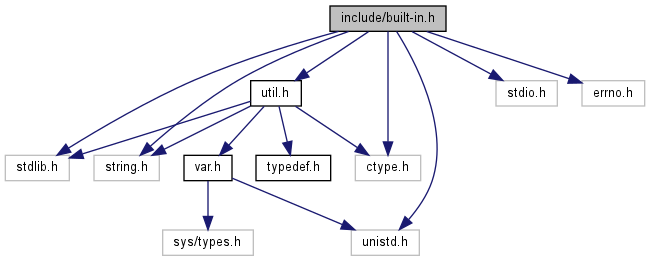 include/built-in.h
util.h
stdio.h
errno.h
stdlib.h
string.h
var.h
typedef.h
ctype.h
sys/types.h
unistd.h